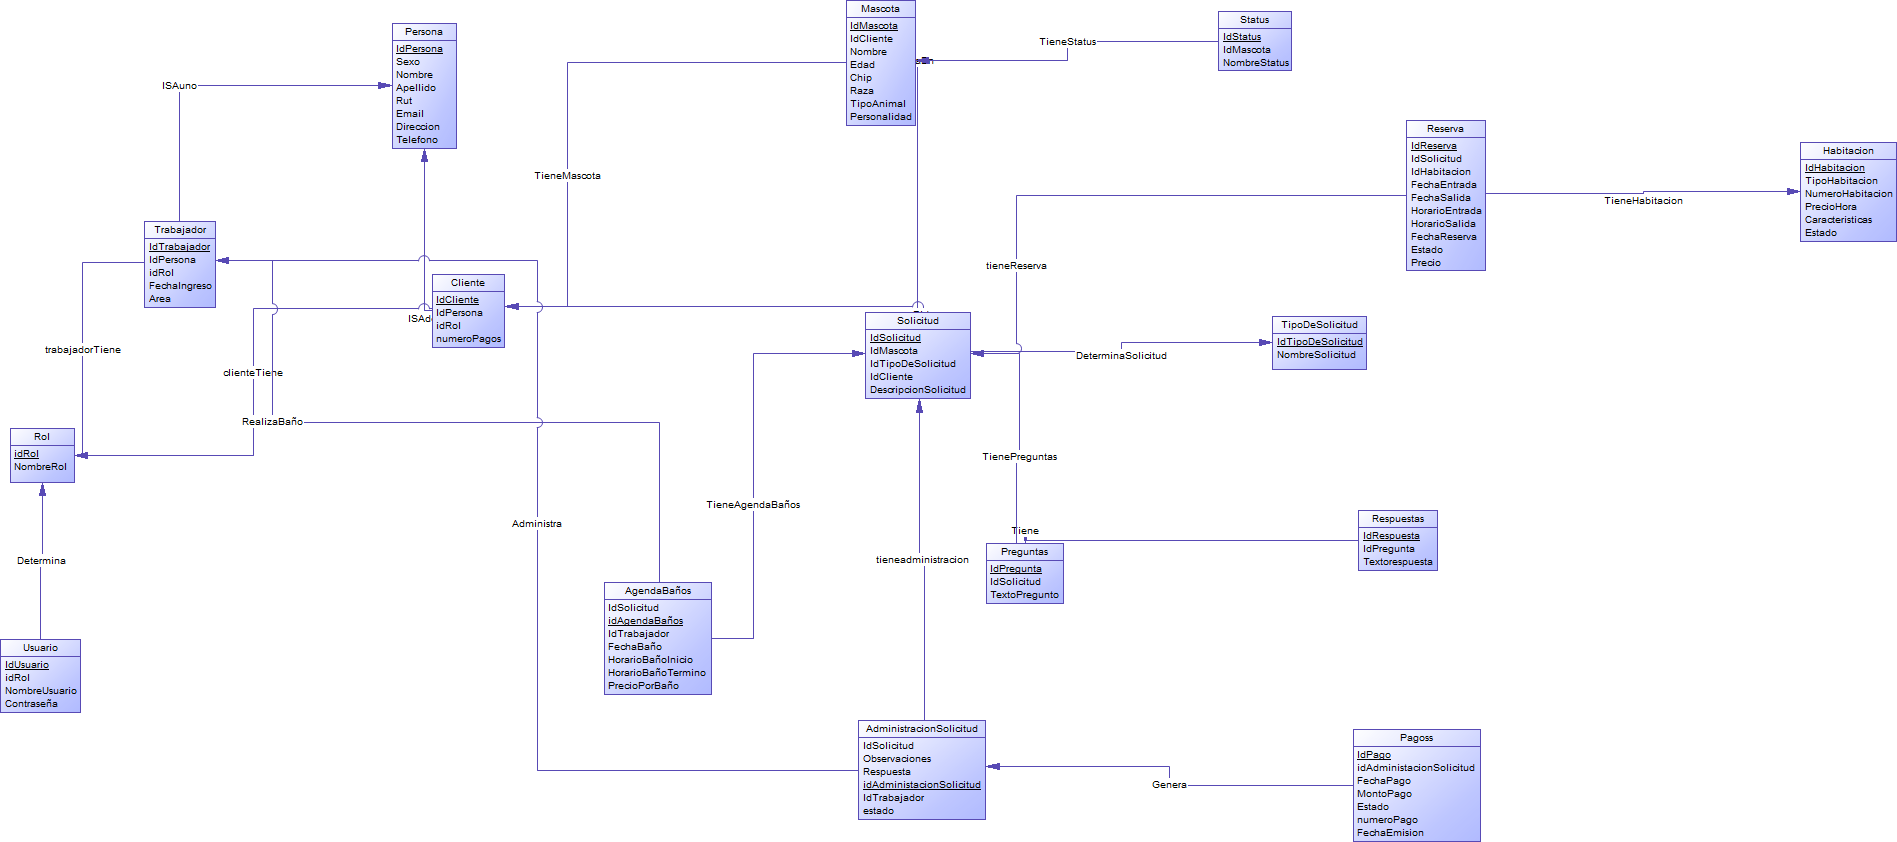 Persona
IdPersona
Sexo
Nombre
Apellido
Rut
Email
Direccion
Telefono
Mascota
IdMascota
IdCliente
Nombre
Edad
Chip
Raza
TipoAnimal
Personalidad
Status
IdStatus
IdMascota
NombreStatus
TieneStatus
ISAuno
TieneMascota
Reserva
IdReserva
IdSolicitud
IdHabitacion
FechaEntrada
FechaSalida
HorarioEntrada
HorarioSalida
FechaReserva
Estado
Precio
Habitacion
IdHabitacion
TipoHabitacion
NumeroHabitacion
PrecioHora
Caracteristicas
Estado
TieneHabitacion
Trabajador
IdTrabajador
IdPersona
idRol
FechaIngreso
Area
tieneReserva
Cliente
IdCliente
IdPersona
idRol
numeroPagos
Solicitud
IdSolicitud
IdMascota
IdTipoDeSolicitud
IdCliente
DescripcionSolicitud
TipoDeSolicitud
IdTipoDeSolicitud
NombreSolicitud
DeterminaSolicitud
trabajadorTiene
clienteTiene
RealizaBaño
Rol
idRol
NombreRol
TienePreguntas
TieneAgendaBaños
Administra
Tiene
Respuestas
IdRespuesta
IdPregunta
Textorespuesta
Preguntas
IdPregunta
IdSolicitud
TextoPregunto
Determina
tieneadministracion
AgendaBaños
IdSolicitud
idAgendaBaños
IdTrabajador
FechaBaño
HorarioBañoInicio
HorarioBañoTermino
PrecioPorBaño
Usuario
IdUsuario
idRol
NombreUsuario
Contraseña
AdministracionSolicitud
IdSolicitud
Observaciones
Respuesta
idAdministacionSolicitud
IdTrabajador
estado
Genera
Pagoss
IdPago
idAdministacionSolicitud
FechaPago
MontoPago
Estado
numeroPago
FechaEmision